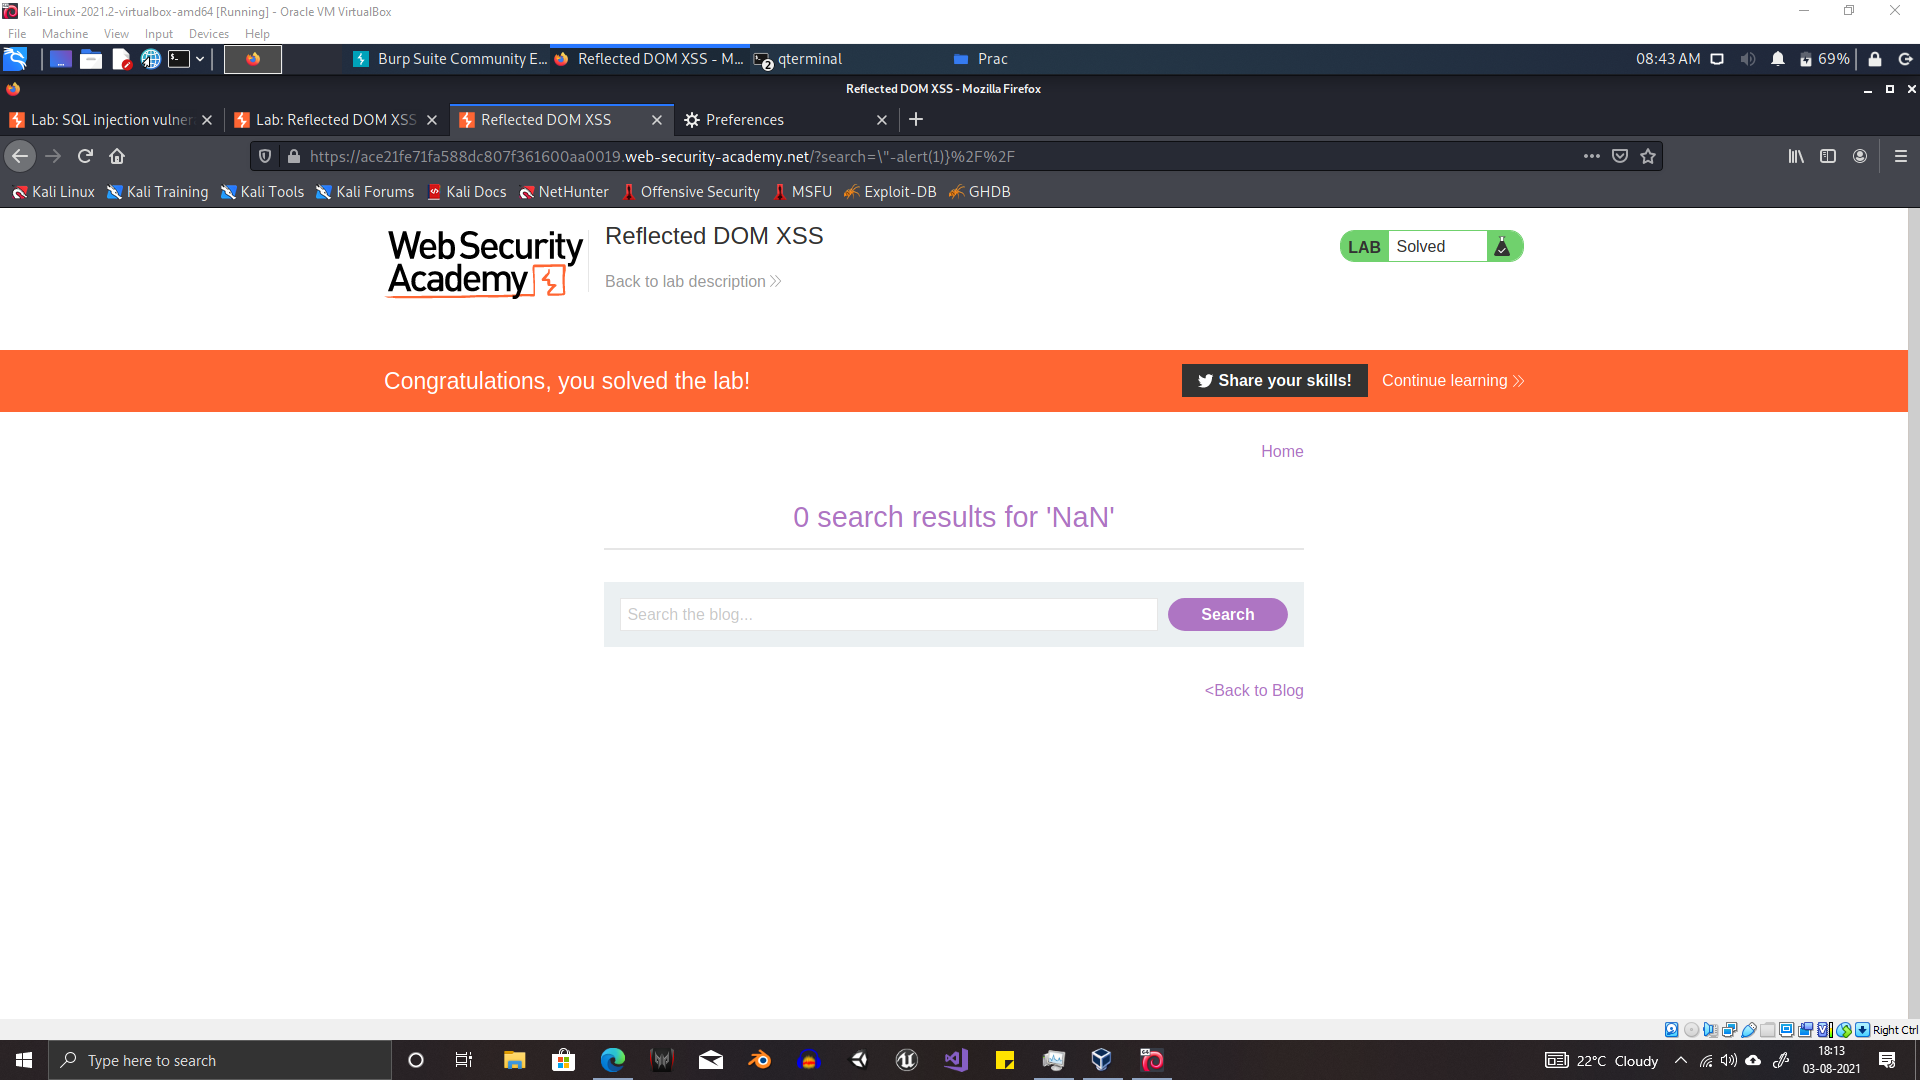 Kali-Linux-2021.2-virtualbox-amd64 [Running] - Oracle VM VirtualBox
File Machine View Input Devices Help
Burp Suite Community E... Reflected DOM XSS - M... 2 qterminal Prac 08:43 AM 69%
Reflected DOM XSS - Mozilla Firefox
Lab: SQL injection vulner Lab: Reflected DOM XSS Reflected DOM XSS Preferences
https://ace21fe71fa588dc807f361600aa0019.web-security-academy.net/?search=\"-alert(1)}%2F%2F
Kali Linux Kali Training Kali Tools Kali Forums Kali Docs NetHunter Offensive Security MSFU Exploit-DB GHDB
Web Security
Academy
Reflected DOM XSS
Back to lab description
LAB Solved
Congratulations, you solved the lab!
Share your skills! Continue learning
Home
0 search results for 'NaN'
Search the blog... Search
<Back to Blog
Right Ctrl
Type here to search
22°C Cloudy
18:13
03-08-2021